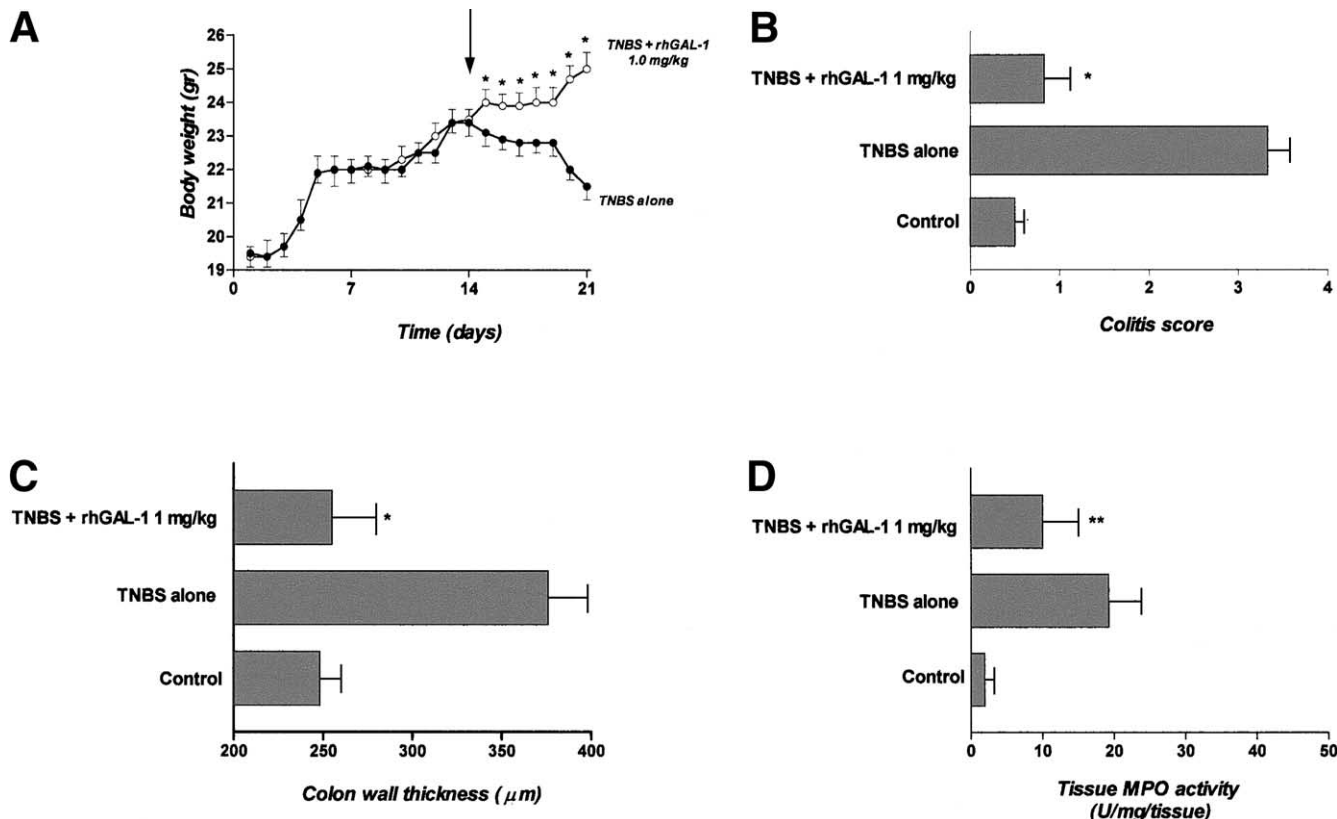 A
Body weight (gr)
26
25
24
23
22
21
20
19
0
7
14
21
Time (days)
* * * * * * *
TNBS + rhGAL-1
1.0 mg/kg
TNBS alone
B
TNBS + rhGAL-1 1 mg/kg
*
TNBS alone
Control
0
1
2
3
4
Colitis score
C
TNBS + rhGAL-1 1 mg/kg
*
TNBS alone
Control
200
250
300
350
400
Colon wall thickness ( μm)
D
TNBS + rhGAL-1 1 mg/kg
**
TNBS alone
Control
0
10
20
30
40
50
Tissue MPO activity
(U/mg/tissue)